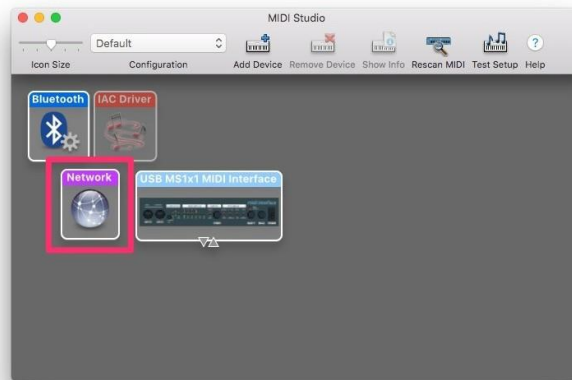 MIDI Studio
Default
Icon Size Configuration Add Device Remove Device Show Info Rescan MIDI Test Setup Help
Bluetooth IAC Driver
Network USB MS1x1 MIDI Interface